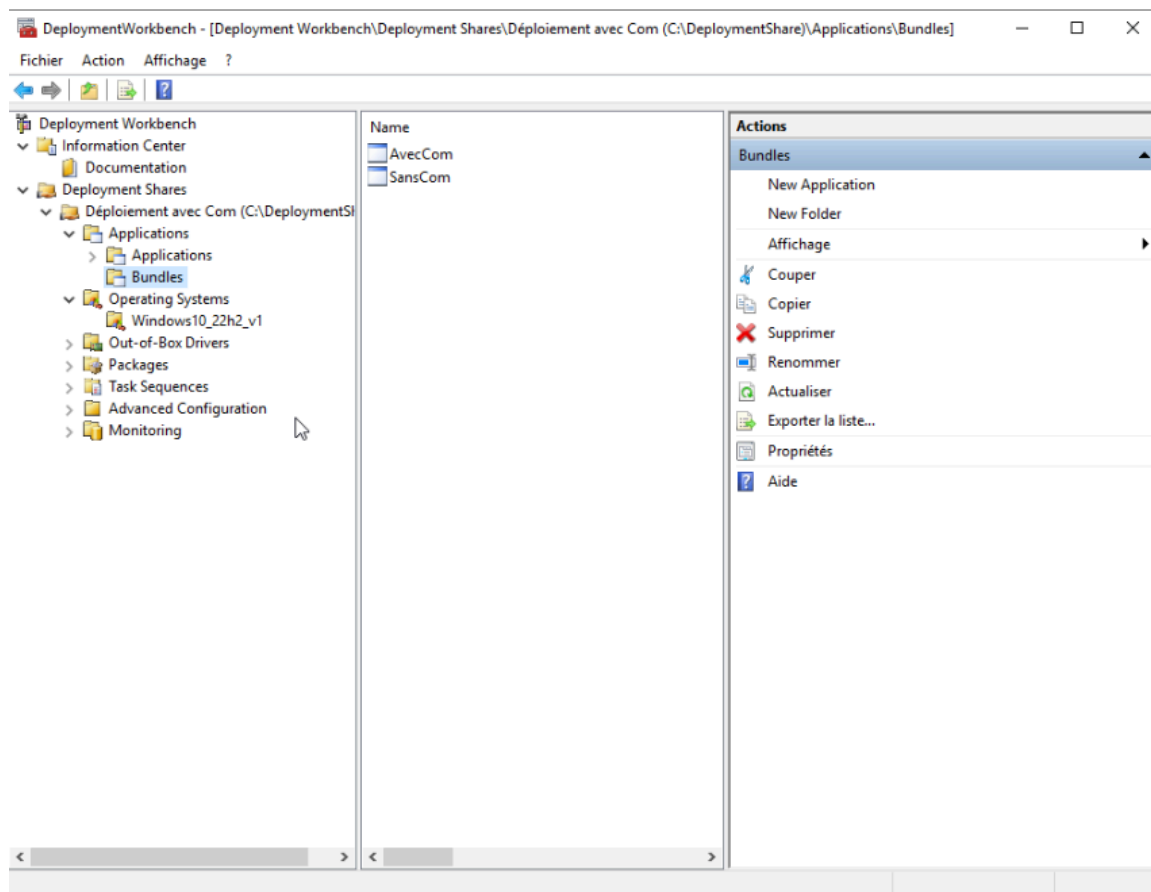 DeploymentWorkbench - [Deployment Workbench\Deployment Shares\Déploiement avec Com (C:\DeploymentShare)\Applications\Bundles]
Fichier Action Affichage ?
Deployment Workbench
Information Center
Documentation
Deployment Shares
Déploiement avec Com (C:\DeploymentSh
Applications
Applications
Bundles
Operating Systems
Windows10_22h2_v1
Out-of-Box Drivers
Packages
Task Sequences
Advanced Configuration
Monitoring
Name
AvecCom
SansCom
Actions
Bundles
New Application
New Folder
Affichage
Couper
Copier
Supprimer
Renommer
Actualiser
Exporter la liste...
Propriétés
Aide